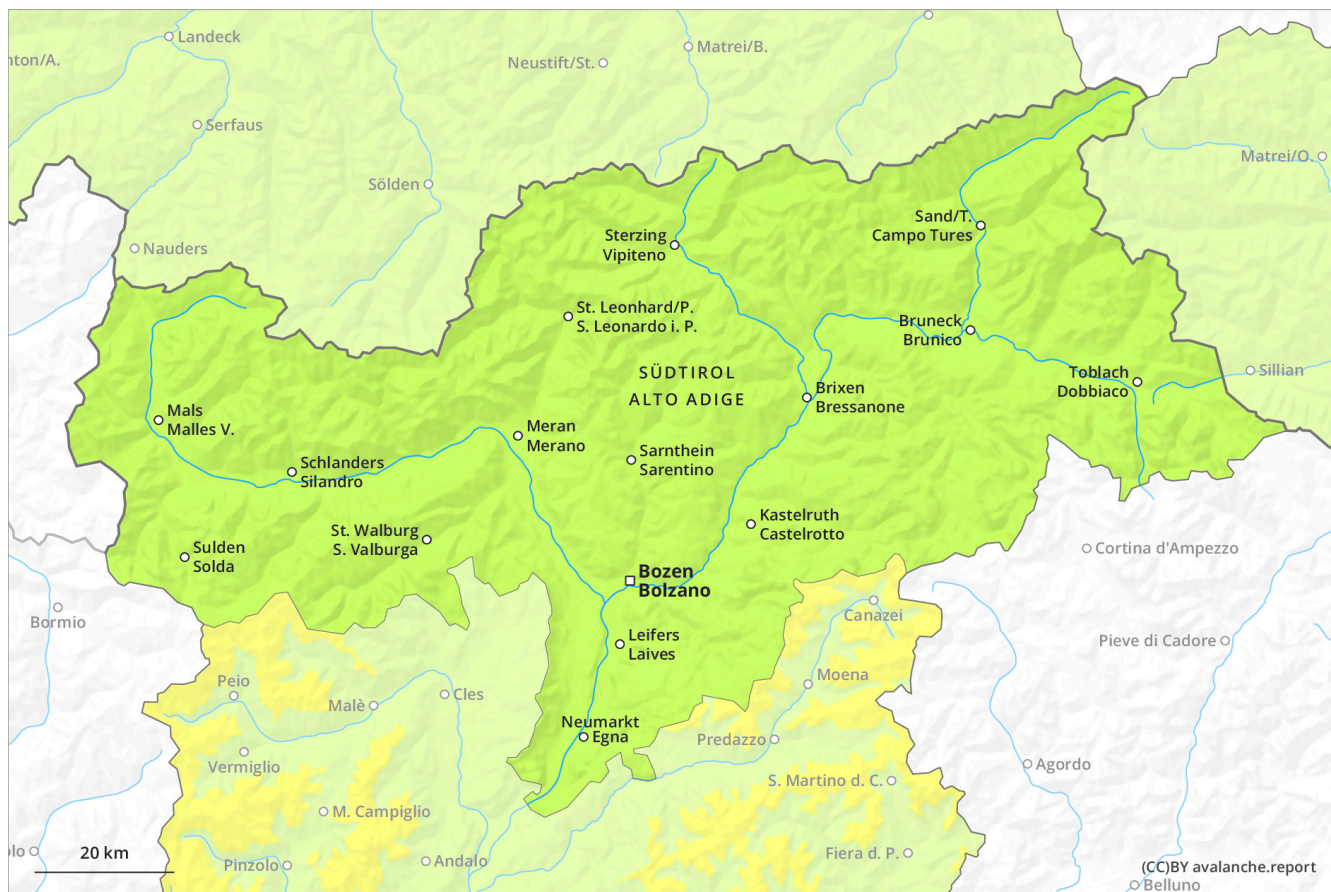 Landeck
nton/A.
Neustift/St.
Matrei/B.
Serfaus
Matrei/O.
Sölden
Sand/T.
Campo Tures
Sterzing
Vipiteno
Nauders
St. Leonhard/P.
S. Leonardo i. P.
Bruneck
Brunico
SÜDTIROL
ALTO ADIGE
Toblach
Dobbiaco
Sillian
Brixen
Bressanone
Mals
Malles V.
Meran
Merano
Sarnthein
Sarentino
Schlanders
Silandro
Kastelruth
Castelrotto
St. Walburg
S. Valburga
Sulden
Solda
Cortina d'Ampezzo
Bozen
Bolzano
Bormio
Canazei
Leifers
Laives
Pieve di Cadore
Peio
Moena
Malè
Cles
Neumarkt
Egna
Predazzo
Vermiglio
Agordo
S. Martino d. C.
M. Campiglio
olo
20 km
Pinzolo
Andalo
Fiera d. P.
(CC)BY avalanche.report
Belluno